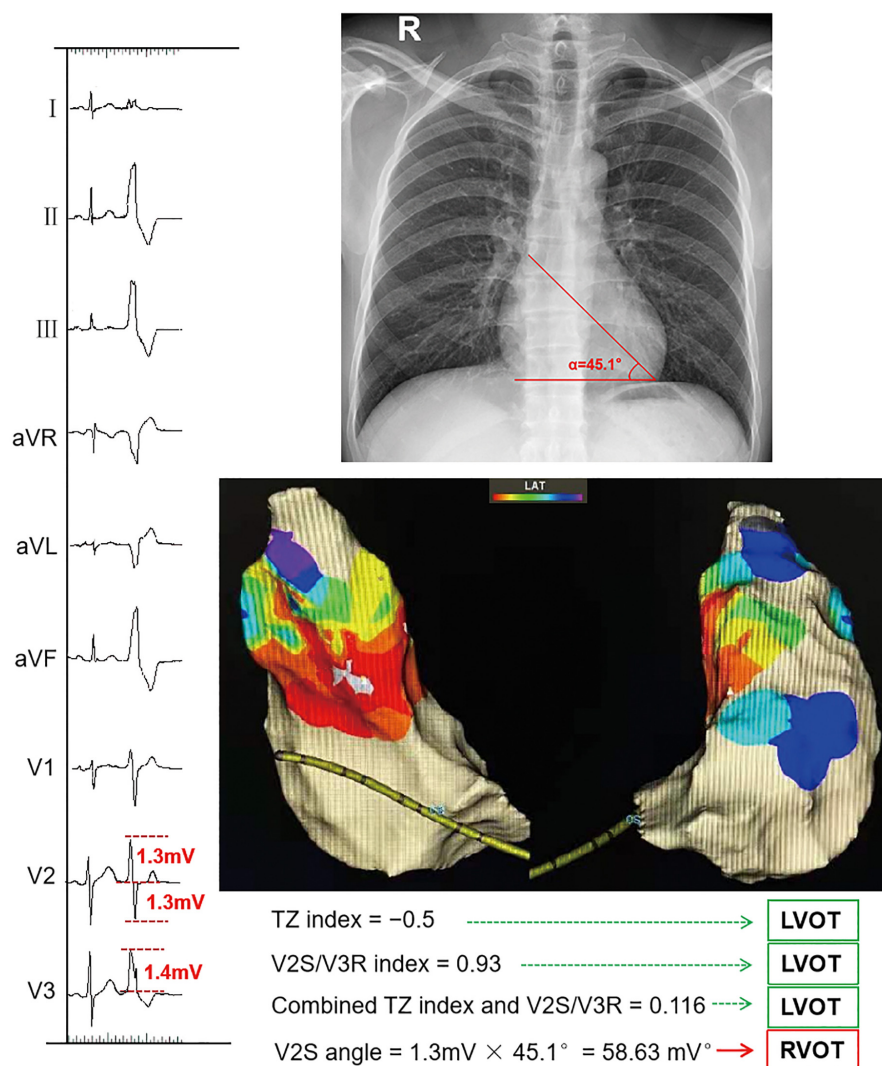 R
I
II
III
aVR
aVL
aVF
V1
V2
V3
1.3mV
1.3mV
1.4mV
α=45.1°
LAT
CS
CS
TZ index = −0.5
LVOT
V2S/V3R index = 0.93
LVOT
Combined TZ index and V2S/V3R = 0.116
LVOT
V2S angle = 1.3mV × 45.1° = 58.63 mV°
RVOT